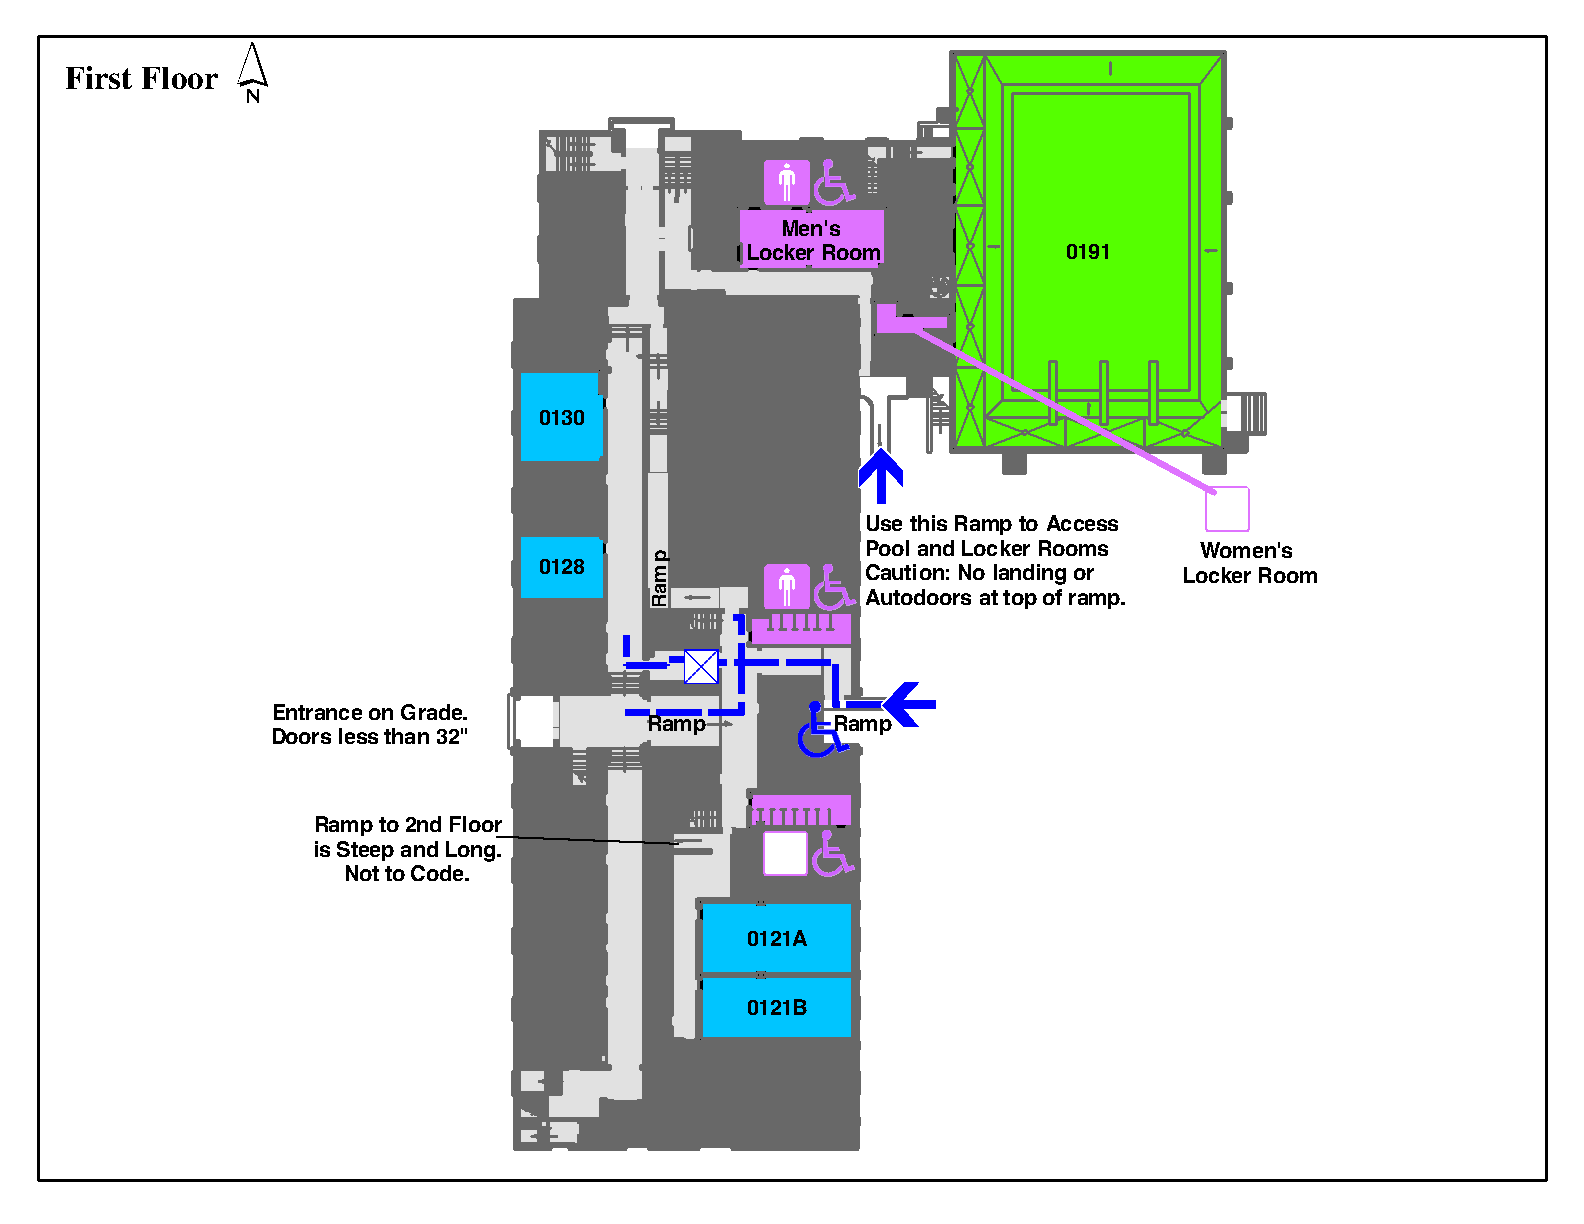 First Floor
N
Men's
Locker Room
0191
0130
0128
Ramp
Use this Ramp to Access
Pool and Locker Rooms
Caution: No landing or
Autodoors at top of ramp.
Women's
Locker Room
Entrance on Grade.
Doors less than 32"
Ramp
Ramp
Ramp to 2nd Floor
is Steep and Long.
Not to Code.
0121A
0121B